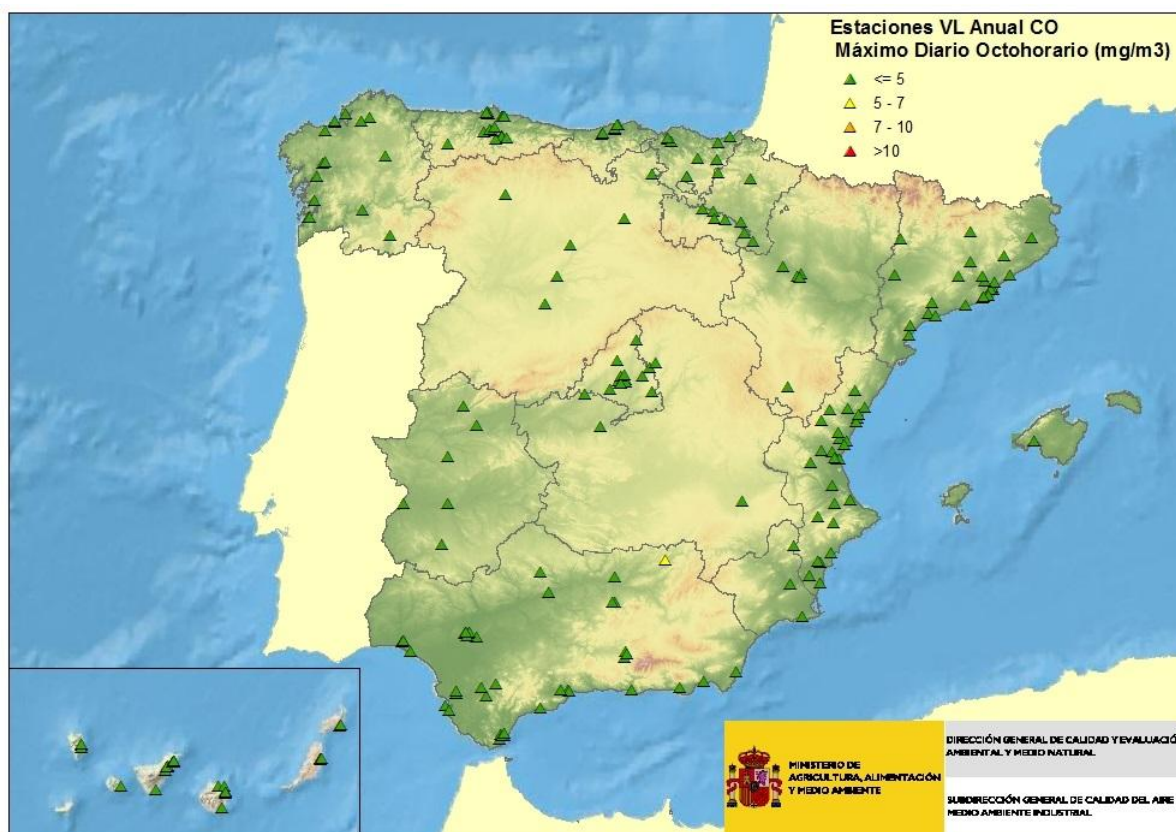 Estaciones VL Anual CO
Máximo Diario Octohorario (mg/m3)
<= 5
5 - 7
7 - 10
>10
MINISTERIO DE
AGRICULTURA, ALIMENTACIÓN
Y MEDIO AMBIENTE
DIRECCIÓN GENERAL DE CALIDAD Y EVALUACIÓ
AMBIENTAL Y MEDIO NATURAL
SUBDIRECCIÓN GENERAL DE CALIDAD DEL AIRE
MEDIO AMBIENTE INDUSTRIAL